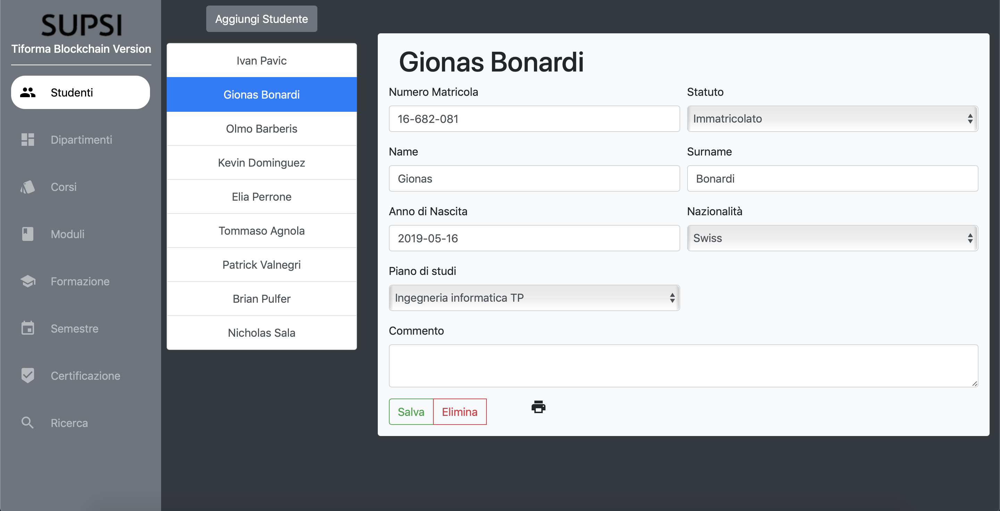 SUPSI
Tiforma Blockchain Version
Studenti
Dipartimenti
Corsi
Moduli
Formazione
Semestre
Certificazione
Ricerca
Aggiungi Studente
Ivan Pavic
Gionas Bonardi
Olmo Barberis
Kevin Dominguez
Elia Perrone
Tommaso Agnola
Patrick Valnegri
Brian Pulfer
Nicholas Sala
Gionas Bonardi
Numero Matricola
16-682-081
Statuto
Immatricolato
Name
Gionas
Surname
Bonardi
Anno di Nascita
2019-05-16
Nazionalità
Swiss
Piano di studi
Ingegneria informatica TP
Commento
Salva
Elimina